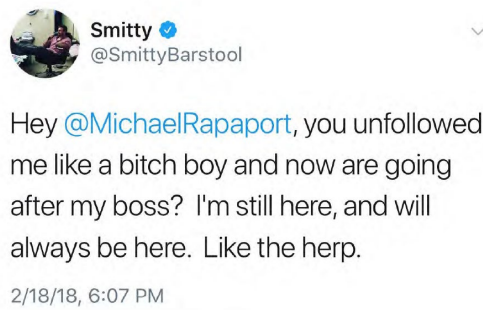 Smitty
@SmittyBarstool
Hey @MichaelRapaport, you unfollowed
me like a bitch boy and now are going
after my boss? I'm still here, and will
always be here. Like the herp.
2/18/18, 6:07 PM